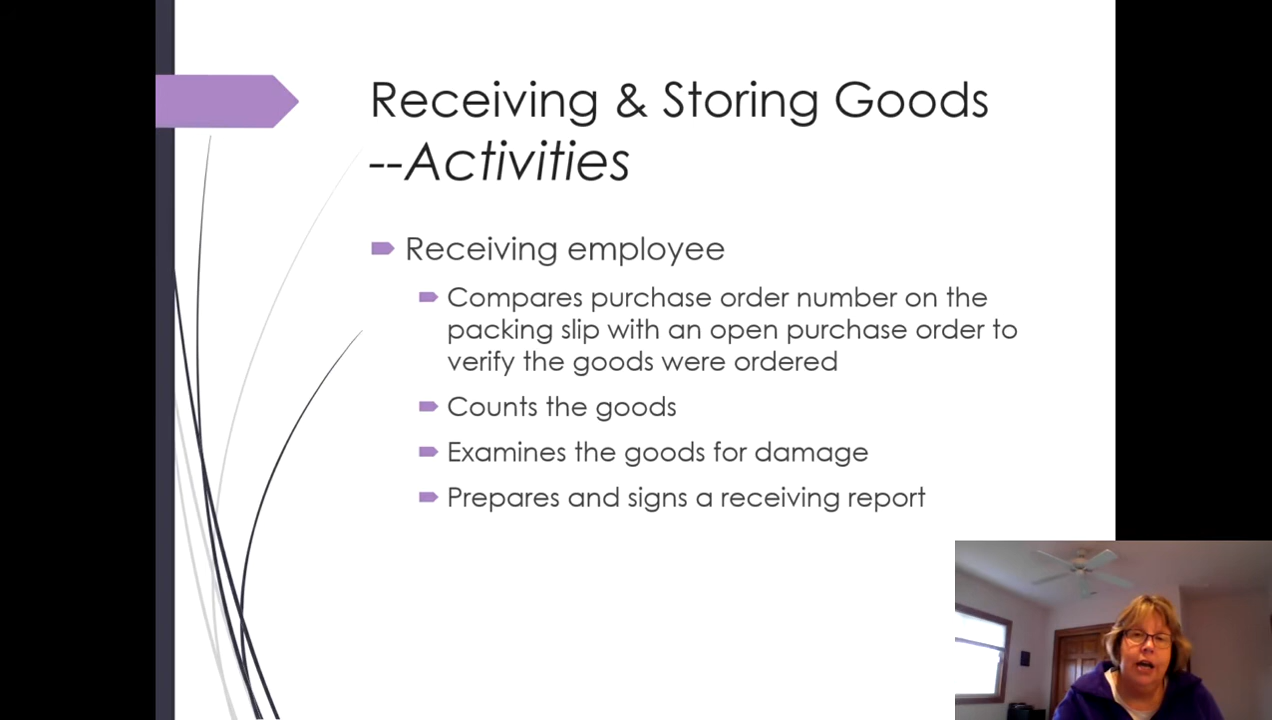 Receiving & Storing Goods
--Activities
Receiving employee
Compares purchase order number on the
packing slip with an open purchase order to
verify the goods were ordered
Counts the goods
Examines the goods for damage
Prepares and signs a receiving report